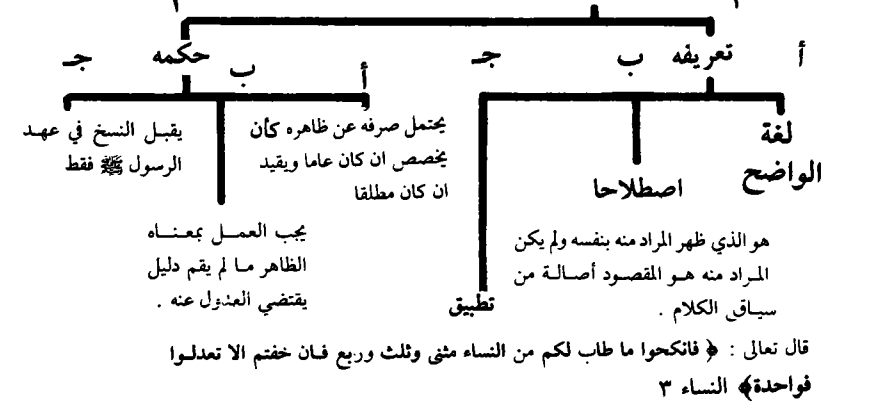 أ تعريفه ب جـ
أ ب حكمه جـ
لغة
الواضح
اصطلاحا
هو الذي ظهر المراد منه بنفسه ولم يكن
المراد منه هو المقصود أصالة من
سياق الكلام .
تطبيق
يحتمل صرفه عن ظاهره كأن
يخصص ان كان عاما ويقيد
ان كان مطلقا
يجب العمل بمعناه
الظاهر ما لم يقم دليل
يقتضي العدول عنه .
يقبل النسخ في عهد
الرسول ﷺ فقط
قال تعالى : ﴿ فانكحوا ما طاب لكم من النساء مثنى وثلث وربع فان خفتم الا تعدلوا
فواحدة﴾ النساء ٣